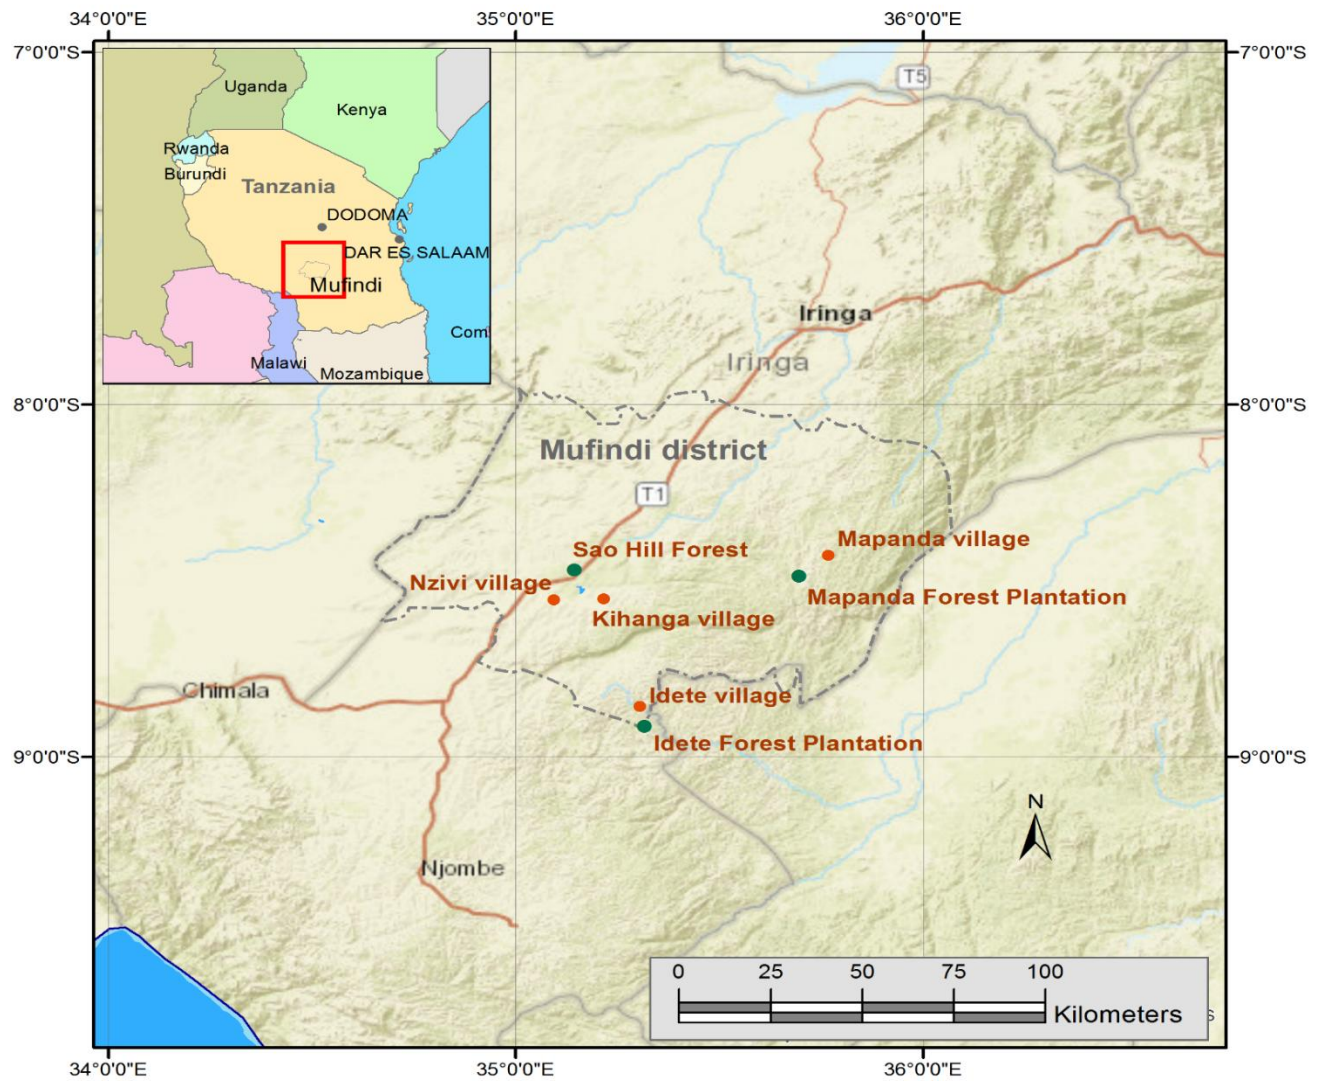 34°0'0"E
35°0'0"E
36°0'0"E
7°0'0"S
7°0'0"S
T5
Uganda
Kenya
Rwanda
Burundi
Tanzania
DODOMA
DAR ES SALAAM
Mufindi
Com
Malawi
Mozambique
Iringa
Iringa
8°0'0"S
8°0'0"S
Mufindi district
T1
Mapanda village
Sao Hill Forest
Nzivi village
Mapanda Forest Plantation
Kihanga village
Chimala
Idete village
Idete Forest Plantation
9°0'0"S
9°0'0"S
N
Njombe
0 25 50 75 100
Kilometers
s
34°0'0"E
35°0'0"E
36°0'0"E